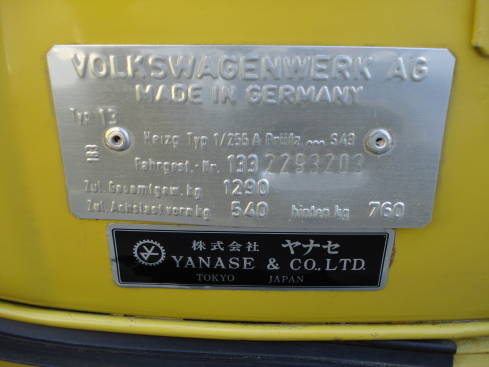 VOLKSWAGENWERK AG
MADE IN GERMANY
Typ 13
Heizg. Typ 1/255 A Prüfz. ~~~ S 43
Fahrgest.-Nr. 1332293203
Zul. Gesamtgew. kg 1290
Zul. Achslast vorn kg 540 hinten kg 760
株式会社 ヤナセ
YANASE & CO., LTD.
TOKYO JAPAN